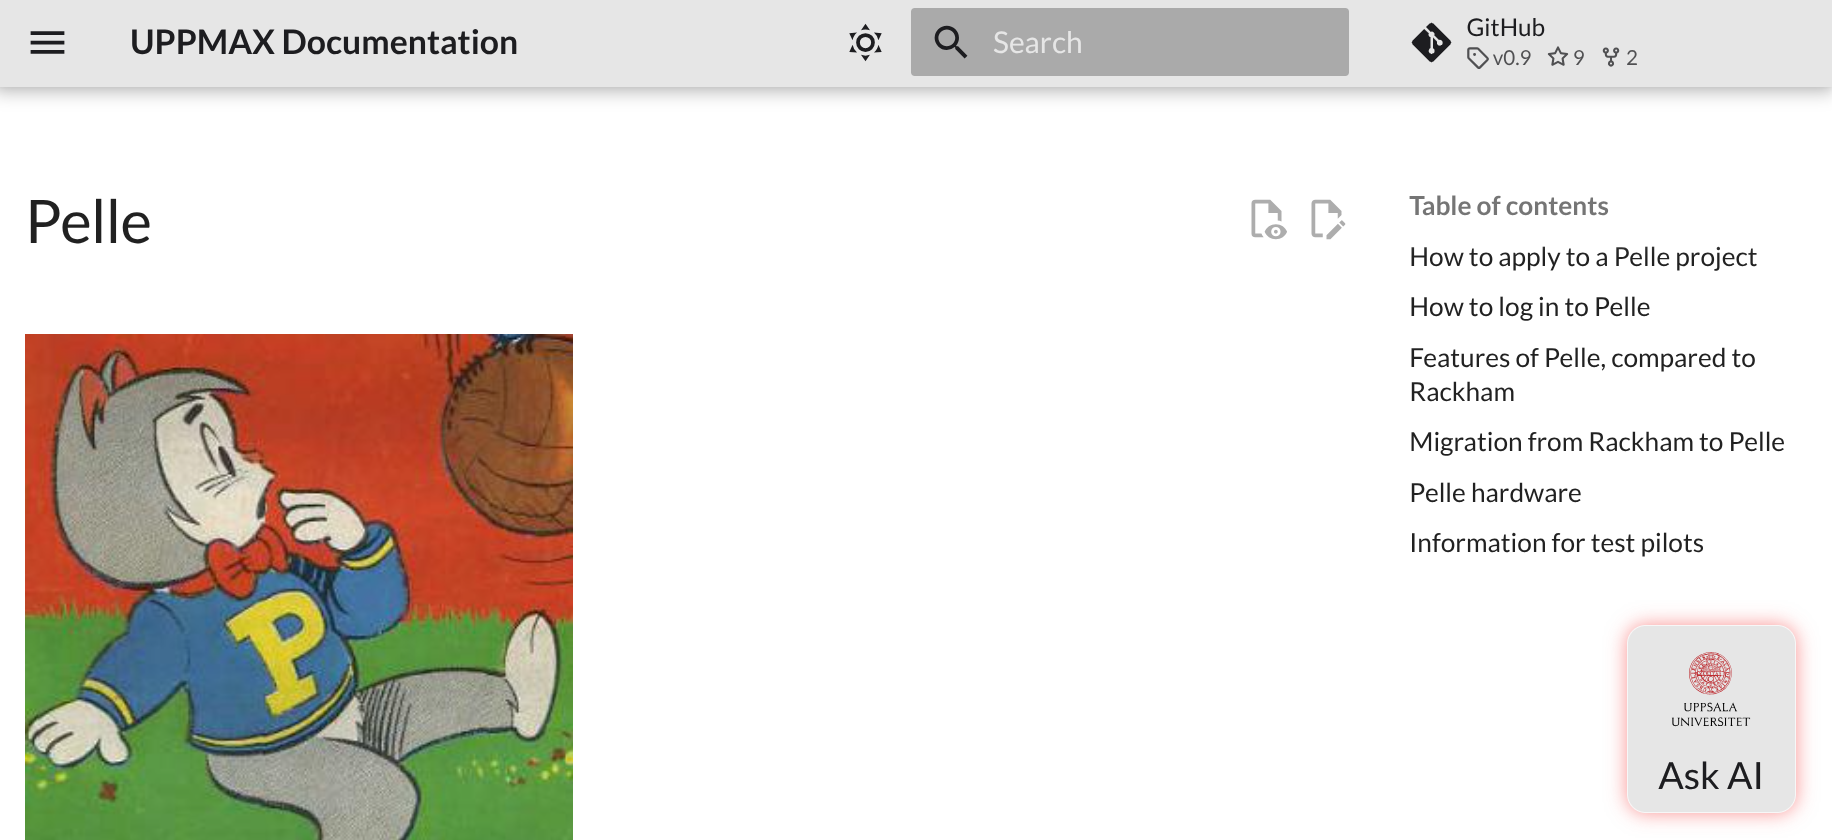 UPPMAX Documentation
Search
GitHub
v0.9 9 2
Pelle
Table of contents
How to apply to a Pelle project
How to log in to Pelle
Features of Pelle, compared to
Rackham
Migration from Rackham to Pelle
Pelle hardware
Information for test pilots
P
UPPSALA
UNIVERSITET
Ask AI